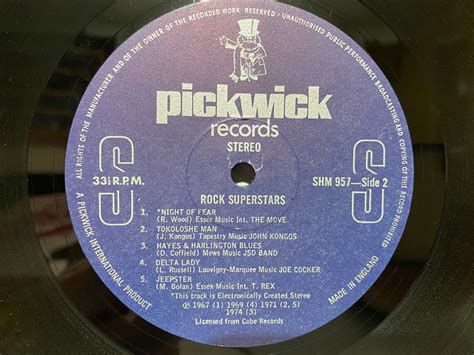 ALL RIGHTS OF THE MANUFACTURER AND OF THE OWNER OF THE RECORDED WORK RESERVED - UNAUTHORISED PUBLIC PERFORMANCE BROADCASTING AND COPYING OF THIS RECORD PROHIBITED
pickwick
records
STEREO
S
S
33⅓ R.P.M.
SHM 957—Side 2
ROCK SUPERSTARS
1. *NIGHT OF FEAR
(R. Wood) Essex Music Int. THE MOVE
2. TOKOLOSHE MAN
(J. Kongos) Tapestry Music JOHN KONGOS
3. HAYES & HARLINGTON BLUES
(D. Coffield) Mews Music JSD BAND
4. DELTA LADY
(L. Russell) Louvigny-Marquee Music JOE COCKER
5. JEEPSTER
(M. Bolan) Essex Music Int. T. REX
*This track is Electronically Created Stereo
℗ 1967 (1) 1969 (4) 1971 (2, 5)
1974 (3)
Licensed from Cube Records
A PICKWICK INTERNATIONAL PRODUCT
MADE IN ENGLAND